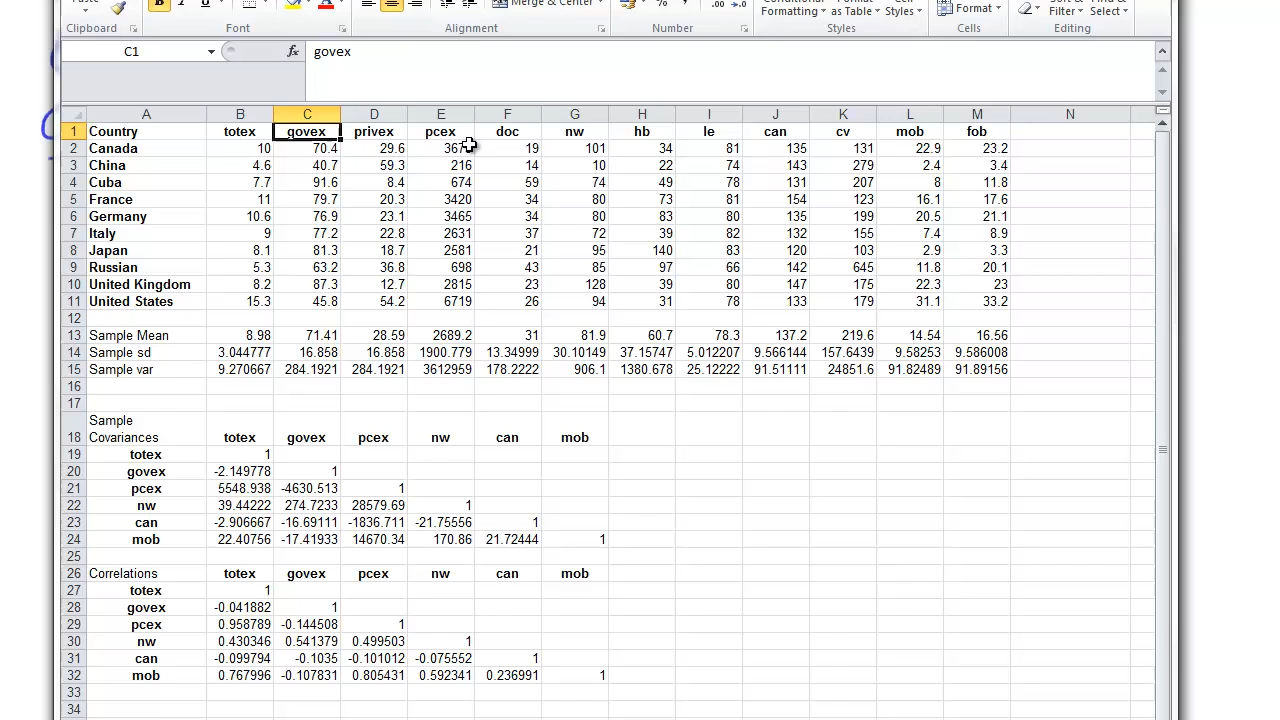 Paste
B I U
Merge & Center
% ,
Conditional Format Cell
Formatting as Table Styles
Format
Sort & Find &
Filter Select
Clipboard Font Alignment Number Styles Cells Editing
C1 fx govex
A B C D E F G H I J K L M N
1 Country totex govex privex pcex doc nw hb le can cv mob fob
2 Canada 10 70.4 29.6 367 19 101 34 81 135 131 22.9 23.2
3 China 4.6 40.7 59.3 216 14 10 22 74 143 279 2.4 3.4
4 Cuba 7.7 91.6 8.4 674 59 74 49 78 131 207 8 11.8
5 France 11 79.7 20.3 3420 34 80 73 81 154 123 16.1 17.6
6 Germany 10.6 76.9 23.1 3465 34 80 83 80 135 199 20.5 21.1
7 Italy 9 77.2 22.8 2631 37 72 39 82 132 155 7.4 8.9
8 Japan 8.1 81.3 18.7 2581 21 95 140 83 120 103 2.9 3.3
9 Russian 5.3 63.2 36.8 698 43 85 97 66 142 645 11.8 20.1
10 United Kingdom 8.2 87.3 12.7 2815 23 128 39 80 147 175 22.3 23
11 United States 15.3 45.8 54.2 6719 26 94 31 78 133 179 31.1 33.2
12
13 Sample Mean 8.98 71.41 28.59 2689.2 31 81.9 60.7 78.3 137.2 219.6 14.54 16.56
14 Sample sd 3.044777 16.858 16.858 1900.779 13.34999 30.10149 37.15747 5.012207 9.566144 157.6439 9.58253 9.586008
15 Sample var 9.270667 284.1921 284.1921 3612959 178.2222 906.1 1380.678 25.12222 91.51111 24851.6 91.82489 91.89156
16
17
Sample
18 Covariances totex govex pcex nw can mob
19 totex 1
20 govex -2.149778 1
21 pcex 5548.938 -4630.513 1
22 nw 39.44222 274.7233 28579.69 1
23 can -2.906667 -16.69111 -1836.711 -21.75556 1
24 mob 22.40756 -17.41933 14670.34 170.86 21.72444 1
25
26 Correlations totex govex pcex nw can mob
27 totex 1
28 govex -0.041882 1
29 pcex 0.958789 -0.144508 1
30 nw 0.430346 0.541379 0.499503 1
31 can -0.099794 -0.1035 -0.101012 -0.075552 1
32 mob 0.767996 -0.107831 0.805431 0.592341 0.236991 1
33
34